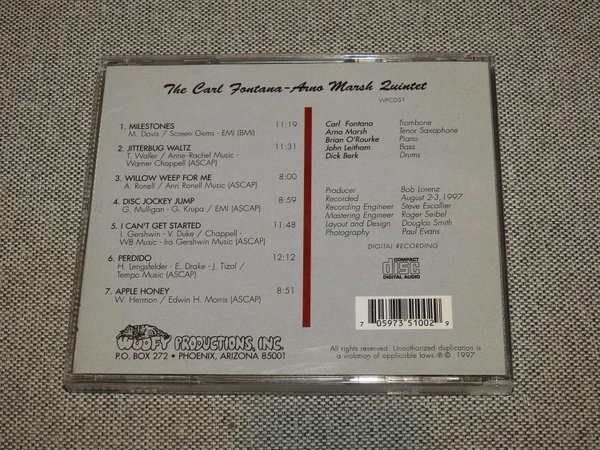 The Carl Fontana-Arno Marsh Quintet
WPCD51
1. MILESTONES 11:19
M. Davis / Screen Gems - EMI (BMI)
2. JITTERBUG WALTZ 11:31
T. Waller / Anne-Rachel Music -
Warner Chappell (ASCAP)
3. WILLOW WEEP FOR ME 8:00
A. Ronell / Ann Ronell Music (ASCAP)
4. DISC JOCKEY JUMP 8:59
G. Mulligan - G. Krupa / EMI (ASCAP)
5. I CAN'T GET STARTED 11:48
I. Gershwin - V. Duke / Chappell -
WB Music - Ira Gershwin Music (ASCAP)
6. PERDIDO 12:12
H. Lengsfelder - E. Drake - J. Tizol /
Tempo Music (ASCAP)
7. APPLE HONEY 8:51
W. Hermon / Edwin H. Morris (ASCAP)
WOOFY PRODUCTIONS, INC.
P.O. BOX 272 • PHOENIX, ARIZONA 85001
Carl Fontana Trombone
Arno Marsh Tenor Saxophone
Brian O'Rourke Piano
John Leitham Bass
Dick Berk Drums
Producer Bob Lorenz
Recorded August 2-3, 1997
Recording Engineer Steve Escallier
Mastering Engineer Roger Seibel
Layout and Design Douglas Smith
Photography Paul Evans
DIGITAL RECORDING
COMPACT
disc
DIGITAL AUDIO
7 05973 51002 9
All rights reserved. Unauthorized duplication is
a violation of applicable laws. ℗ © 1997